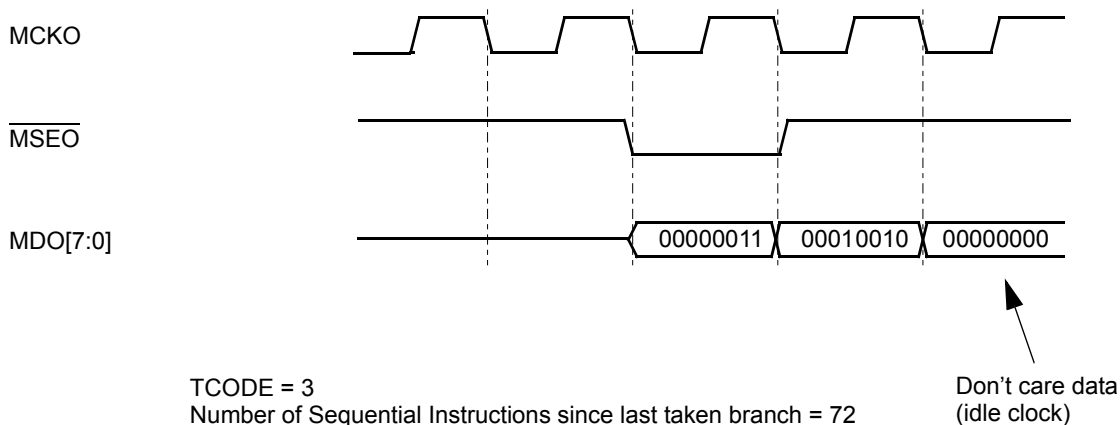 MCKO
MSEO
MDO[7:0]
00000011 00010010 00000000
TCODE = 3
Number of Sequential Instructions since last taken branch = 72
Don’t care data
(idle clock)